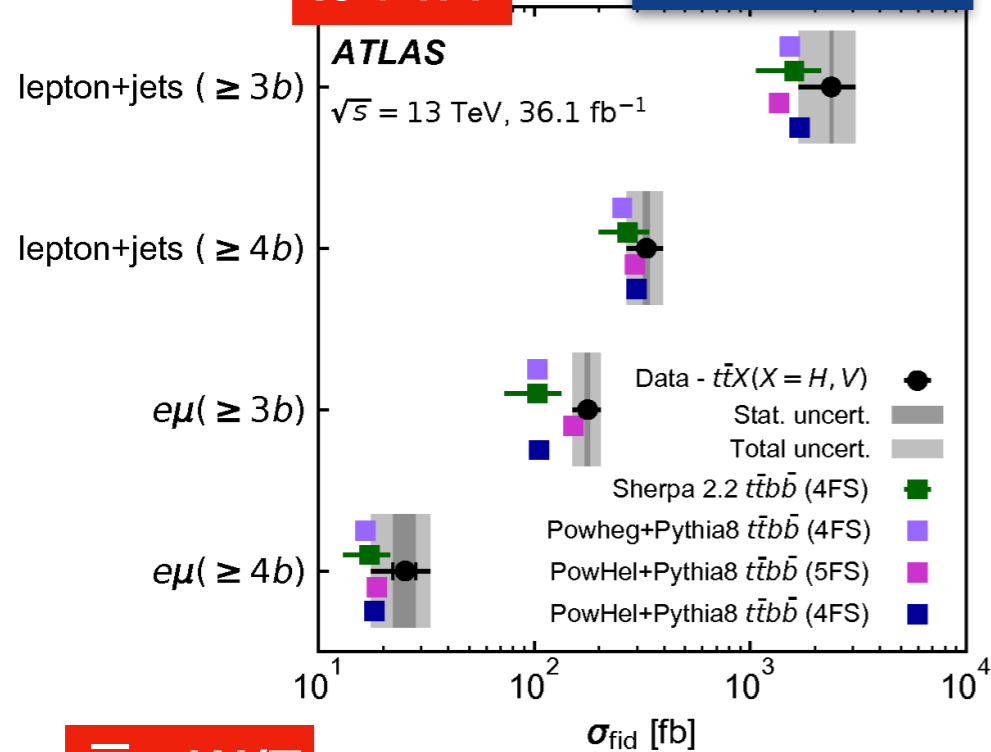 ATLAS
√s = 13 TeV, 36.1 fb⁻¹
lepton+jets ( ≥ 3b)
lepton+jets ( ≥ 4b)
eμ( ≥ 3b)
eμ( ≥ 4b)
Data - tt̄X(X = H, V)
Stat. uncert.
Total uncert.
Sherpa 2.2 tt̄bb̄ (4FS)
Powheg+Pythia8 tt̄bb̄ (4FS)
PowHel+Pythia8 tt̄bb̄ (5FS)
PowHel+Pythia8 tt̄bb̄ (4FS)
10¹ 10² 10³ 10⁴
σfid [fb]